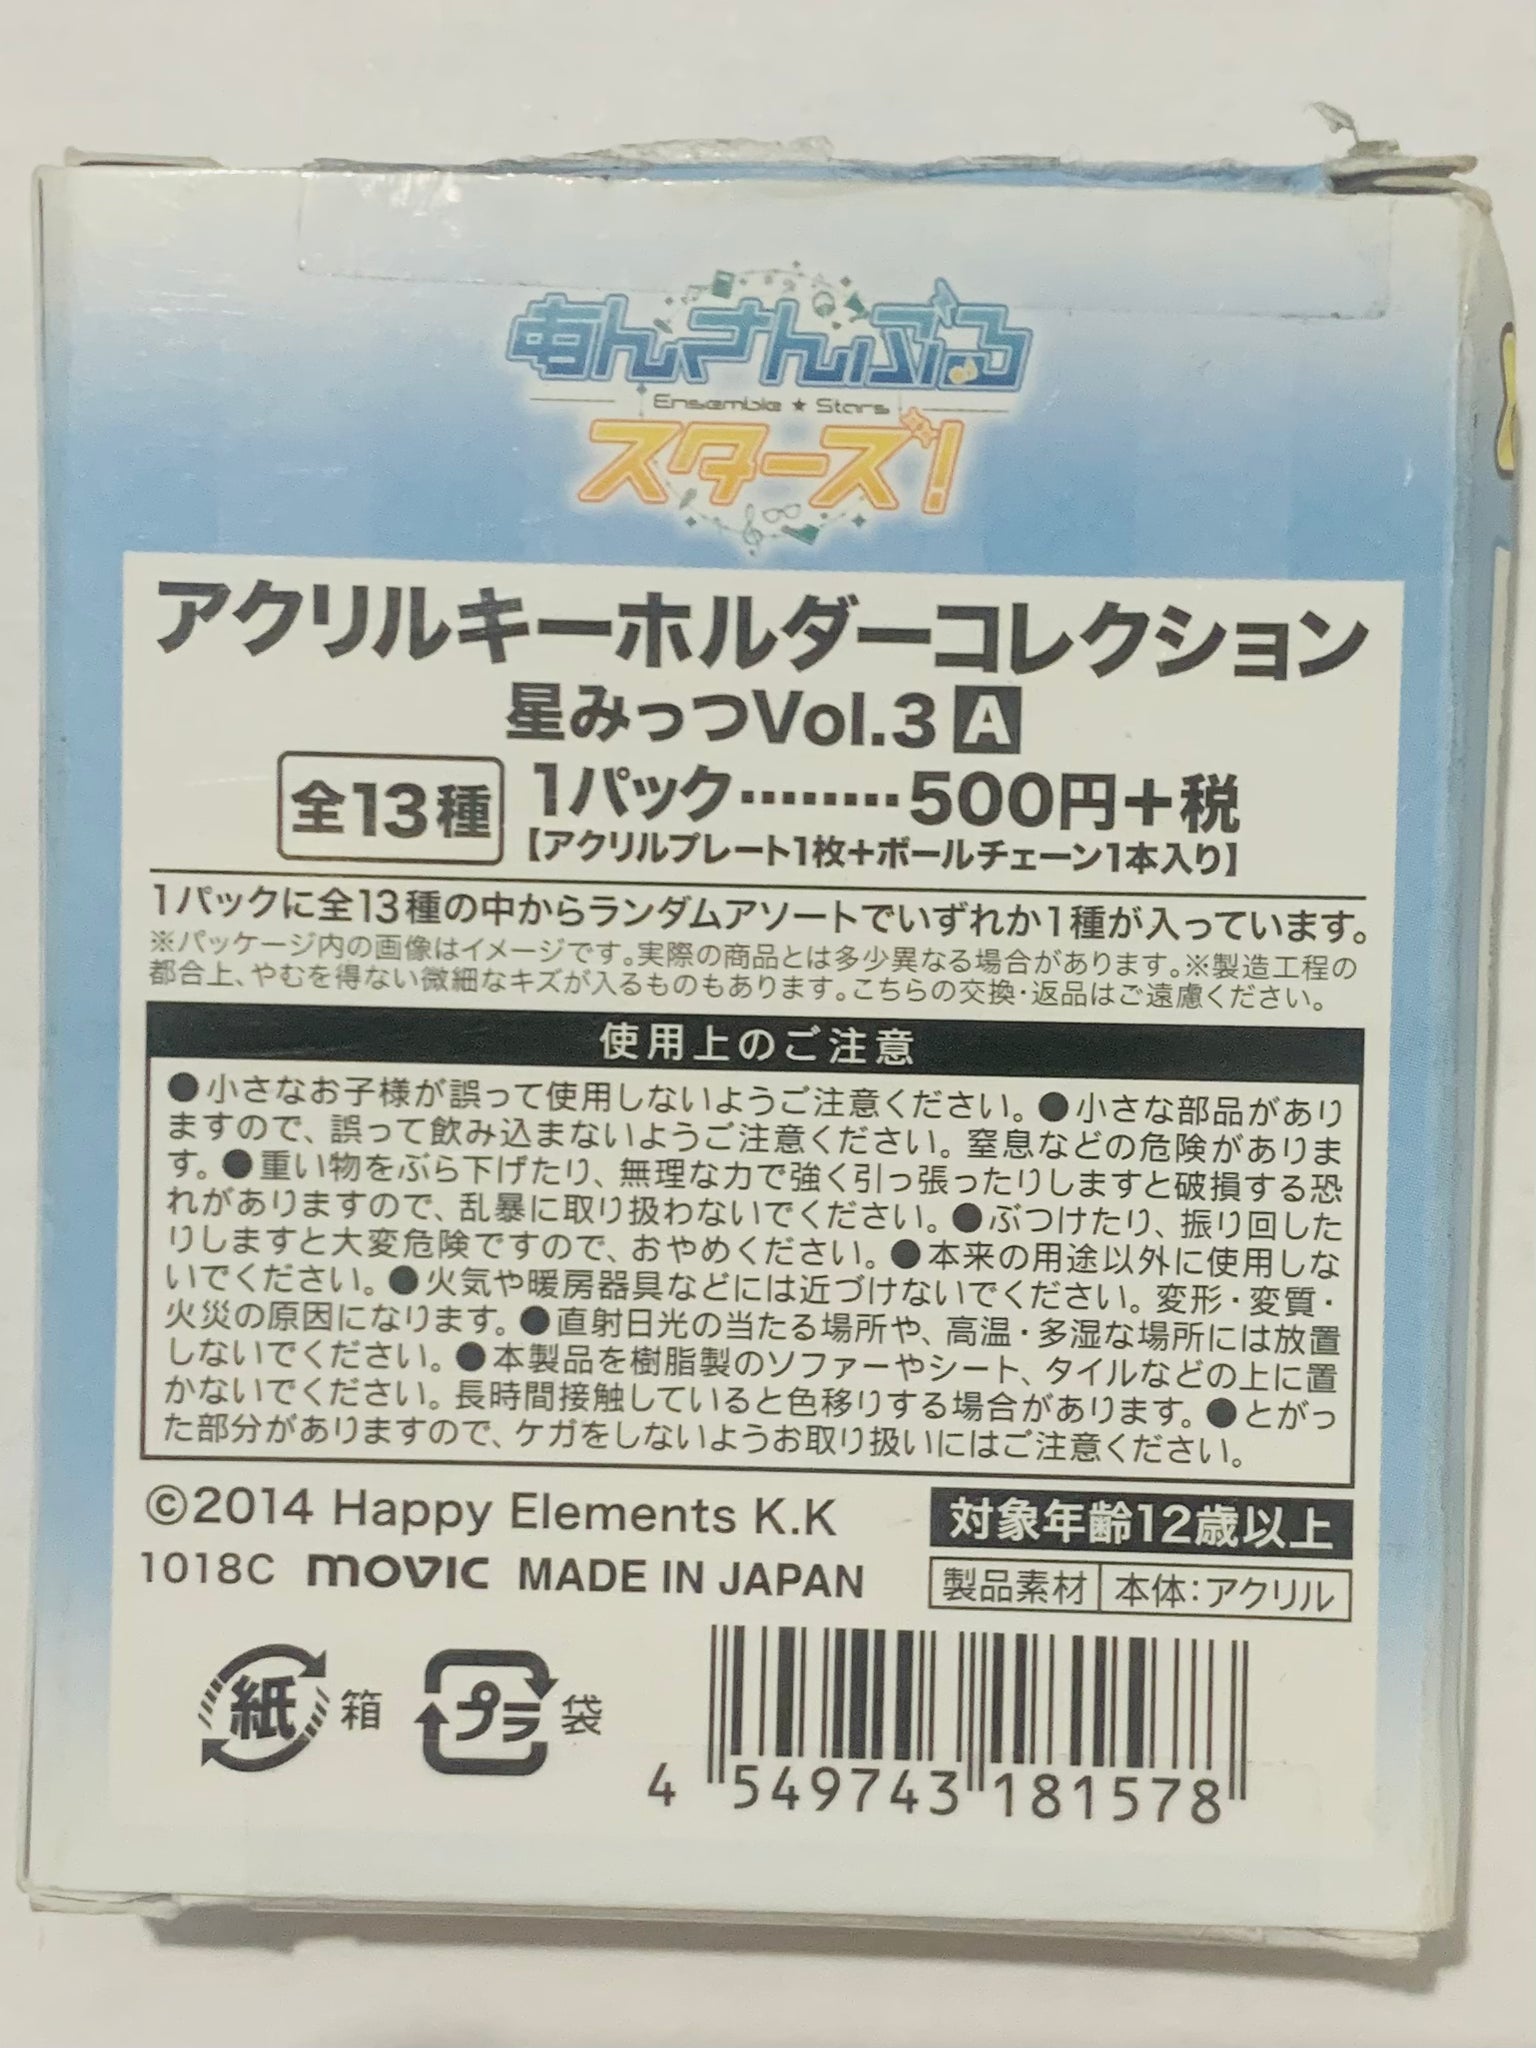 あんさんぶる
Ensemble ★ Stars
スターズ!
アクリルキーホルダーコレクション
星みっつVol.3 A
全13種
1パック………500円+税
【アクリルプレート1枚+ボールチェーン1本入り】
1パックに全13種の中からランダムアソートでいずれか1種が入っています。
※パッケージ内の画像はイメージです。実際の商品とは多少異なる場合があります。※製造工程の
都合上、やむを得ない微細なキズが入るものもあります。こちらの交換・返品はご遠慮ください。
使用上のご注意
●小さなお子様が誤って使用しないようご注意ください。●小さな部品があり
ますので、誤って飲み込まないようご注意ください。窒息などの危険がありま
す。●重い物をぶら下げたり、無理な力で強く引っ張ったりしますと破損する恐
れがありますので、乱暴に取り扱わないでください。●ぶつけたり、振り回した
りしますと大変危険ですので、おやめください。●本来の用途以外に使用しな
いでください。●火気や暖房器具などには近づけないでください。変形・変質・
火災の原因になります。●直射日光の当たる場所や、高温・多湿な場所には放置
しないでください。●本製品を樹脂製のソファーやシート、タイルなどの上に置
かないでください。長時間接触していると色移りする場合があります。●とがっ
た部分がありますので、ケガをしないようお取り扱いにはご注意ください。
©2014 Happy Elements K.K
対象年齢12歳以上
1018C movic MADE IN JAPAN
製品素材 本体:アクリル
紙 箱
プラ 袋
4 549743 181578